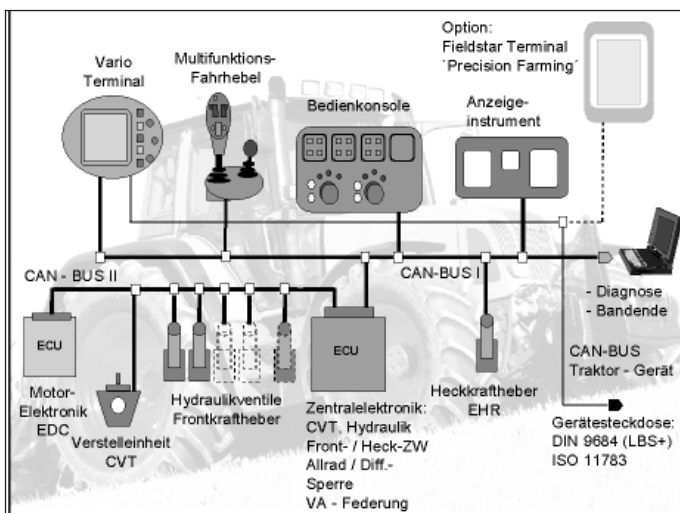 Option:
Fieldstar Terminal
´Precision Farming´
Vario
Terminal
Multifunktions-
Fahrhebel
Bedienkonsole
Anzeige-
instrument
CAN - BUS II
CAN-BUS I
- Diagnose
- Bandende
ECU
ECU
CAN-BUS
Traktor - Gerät
Motor-
Elektronik
EDC
Verstelleinheit
CVT
Hydraulikventile
Frontkraftheber
Zentralelektronik:
CVT, Hydraulik
Front- / Heck-ZW
Allrad / Diff.-
Sperre
VA - Federung
Heckkraftheber
EHR
Gerätesteckdose:
DIN 9684 (LBS+)
ISO 11783